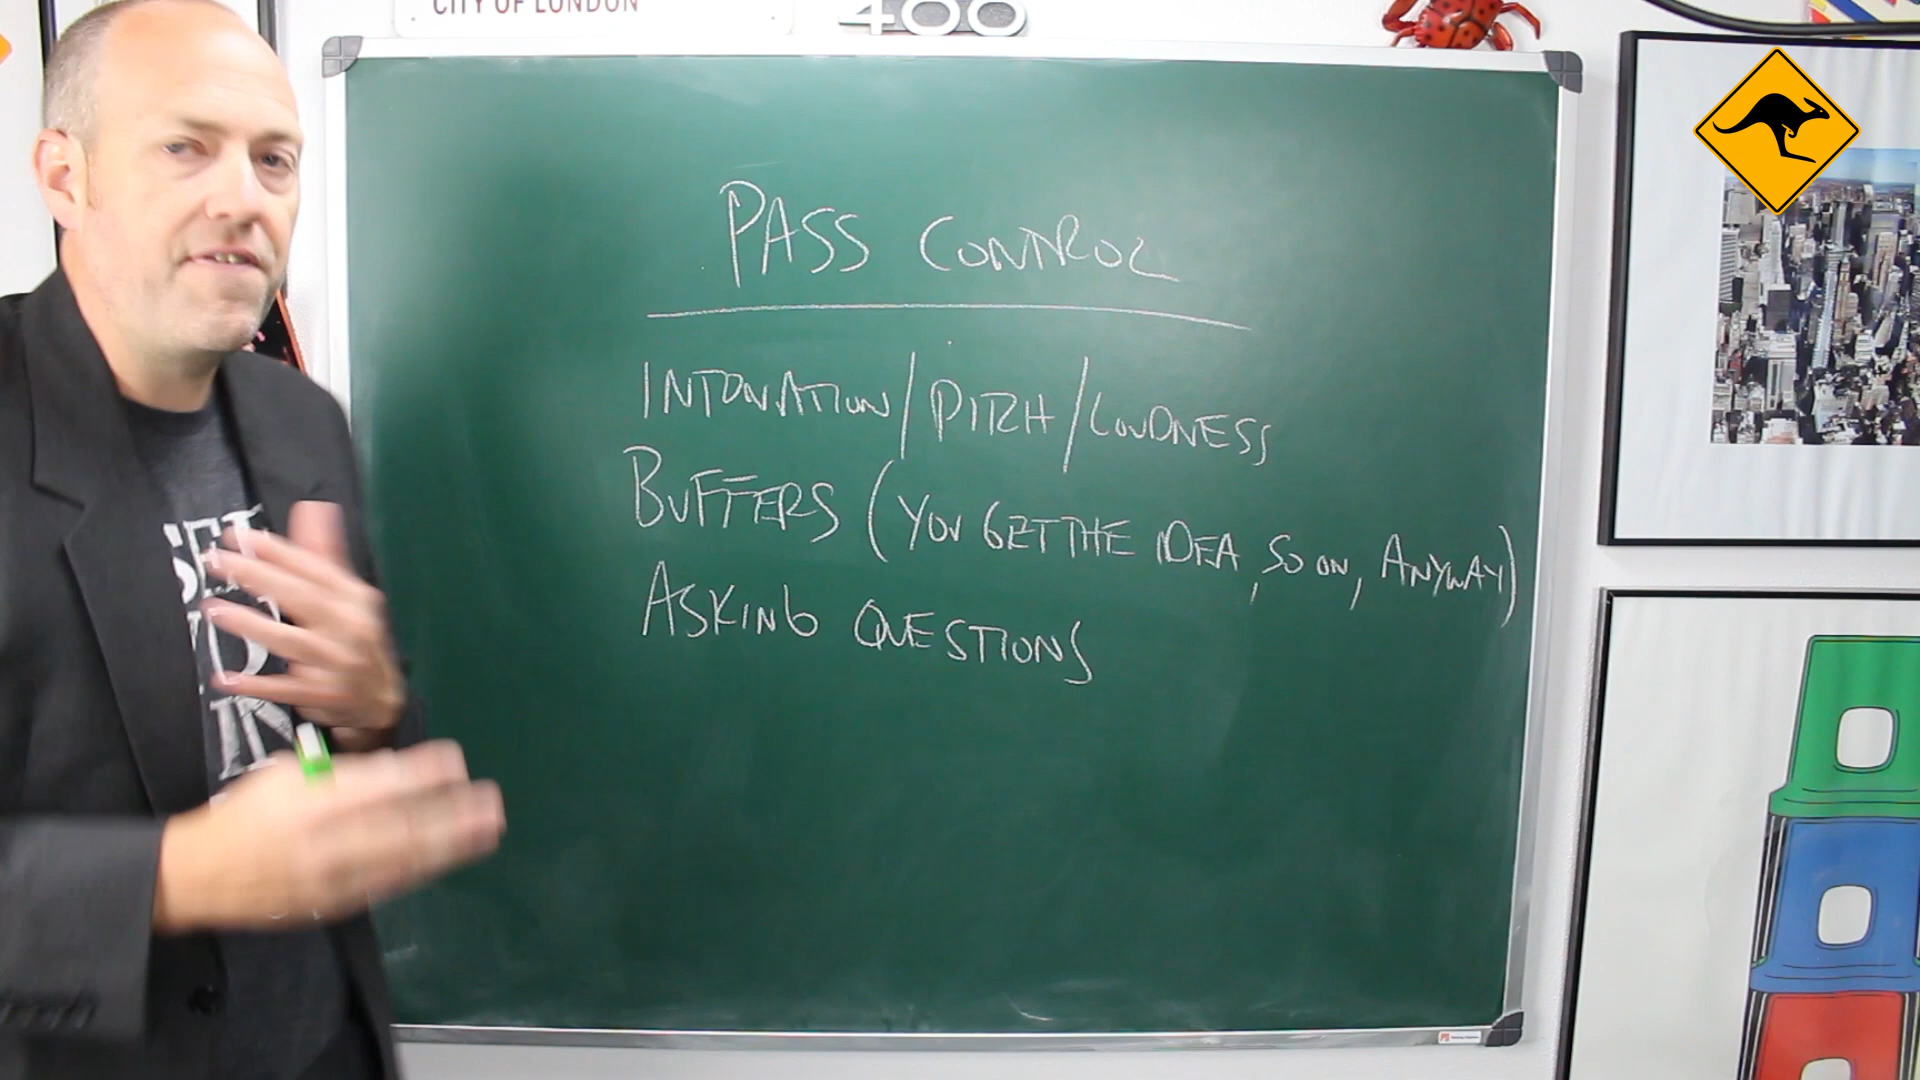 CITY OF LONDON
400
PASS CONTROL
INTONATION/PITCH/LOUDNESS
BUFFERS (YOU GET THE IDEA, SO ON, ANYWAY)
ASKING QUESTIONS